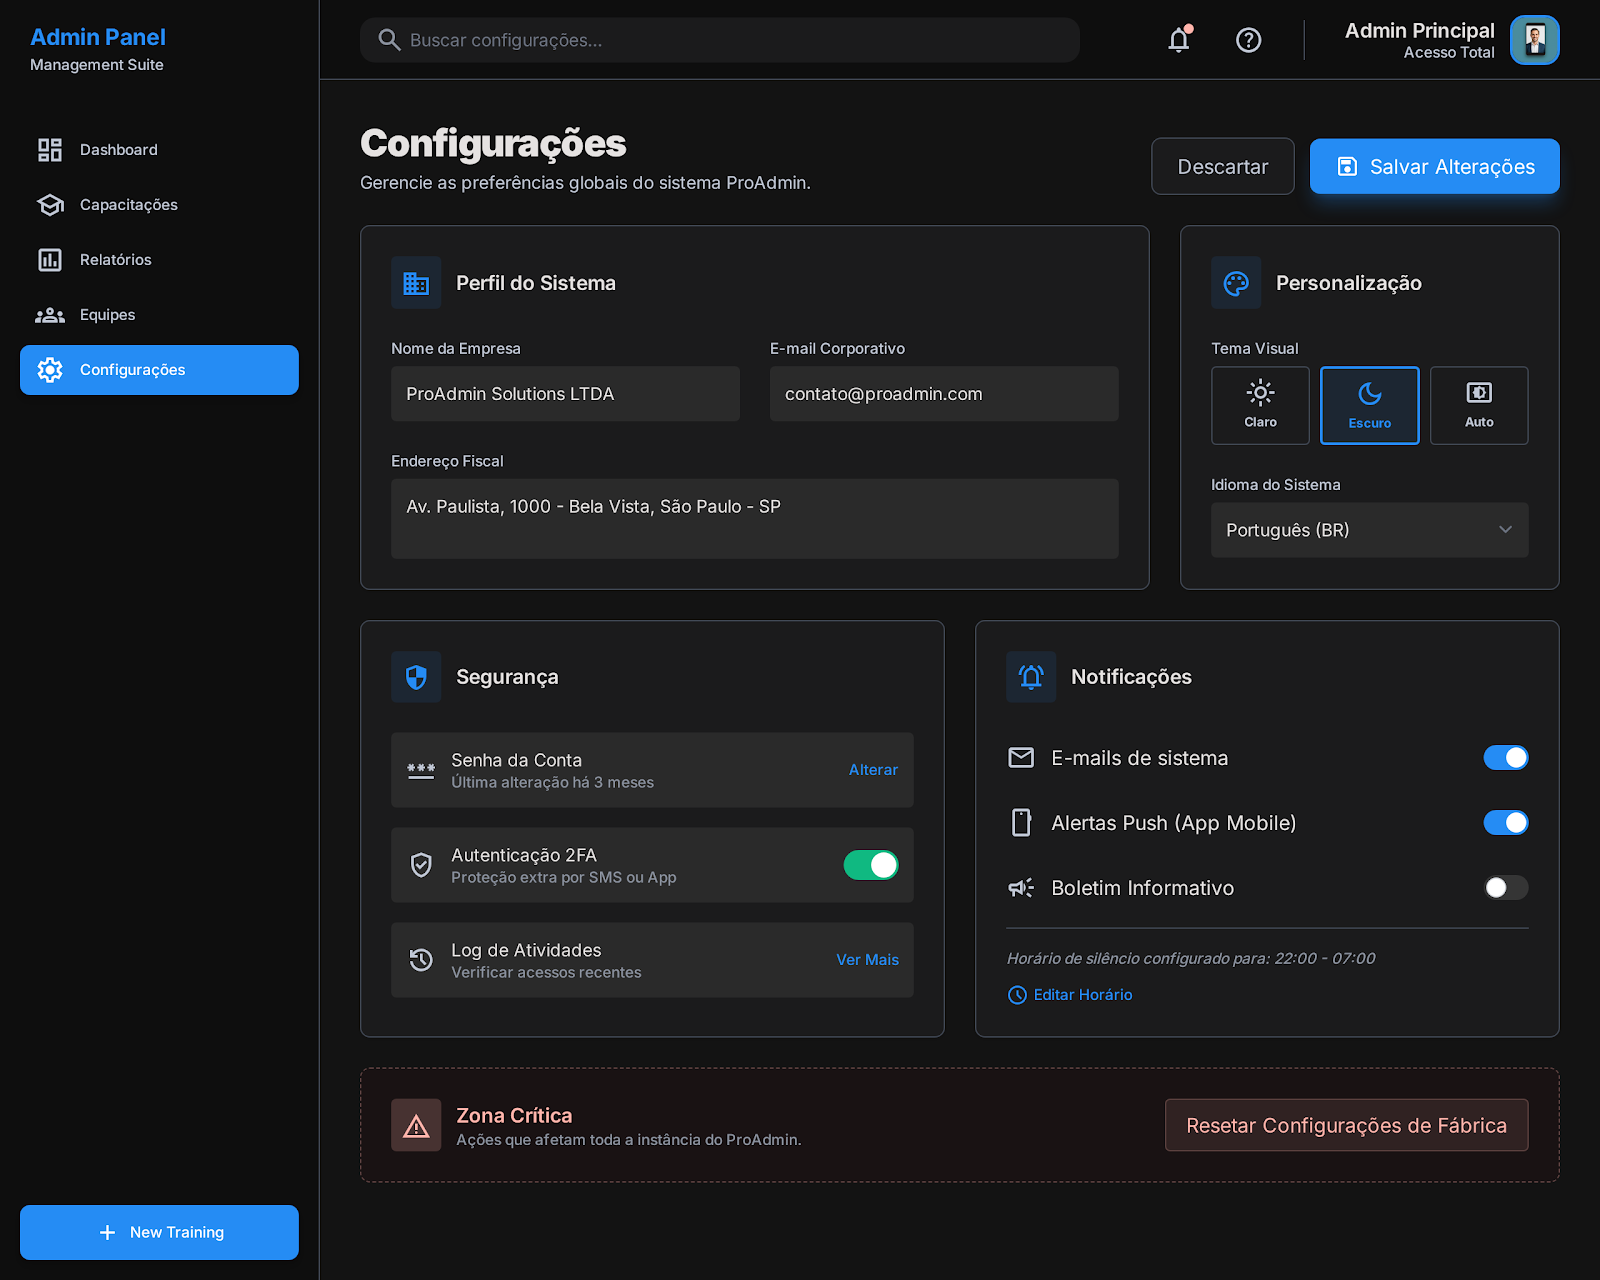 Admin Panel
Management Suite
Dashboard
Capacitações
Relatórios
Equipes
Configurações
New Training
Buscar configurações...
Admin Principal
Acesso Total
Configurações
Gerencie as preferências globais do sistema ProAdmin.
Descartar
Salvar Alterações
Perfil do Sistema
Nome da Empresa
E-mail Corporativo
ProAdmin Solutions LTDA
contato@proadmin.com
Endereço Fiscal
Av. Paulista, 1000 - Bela Vista, São Paulo - SP
Personalização
Tema Visual
Claro
Escuro
Auto
Idioma do Sistema
Português (BR)
Segurança
Senha da Conta
Última alteração há 3 meses
Alterar
Autenticação 2FA
Proteção extra por SMS ou App
Log de Atividades
Verificar acessos recentes
Ver Mais
Notificações
E-mails de sistema
Alertas Push (App Mobile)
Boletim Informativo
Horário de silêncio configurado para: 22:00 - 07:00
Editar Horário
Zona Crítica
Ações que afetam toda a instância do ProAdmin.
Resetar Configurações de Fábrica